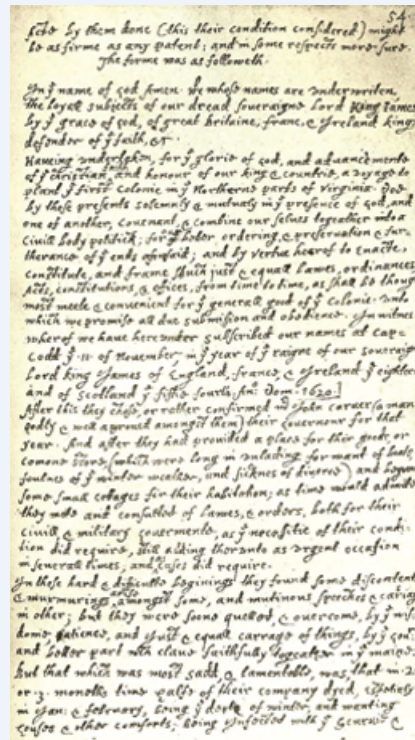 54
acte by them done (this their condition considered) might
be as firme as any patent; and in some respects more sure.
The forme was as followeth.
In yͤ name of god Amen. We whose names are underwriten,
the loyall subjects of our dread soveraigne Lord King James
by yͤ grace of god, of great britaine, franc, & Ireland king,
defender of yͤ faith, &c.
Haveing undertaken, for yͤ glorie of god, and advancemente
of yͤ christian faith and honour of our king & countrie, a voyage to
plant yͤ first colonie in yͤ Northerne parts of Virginia. Doe
by these presents solemnly & mutualy in yͤ presence of god, and
one of another, covenant, & combine our selves togeather into a
civill body politick; for our better ordering, & preservation & fur=
therance of yͤ ends aforesaid; and by vertue hearof to enacte,
constitute, and frame shuch just & equall lawes, ordinances,
Acts, constitutions, & offices, from time to time, as shall be though
most meete & convenient for yͤ generall good of yͤ Colonie. unto
which we promise all due submission and obedience. In witnes
wherof we have hereunder subscribed our names at Cap=
Codd yͤ 11 of November, in yͤ year of yͤ raigne of our soveraig
Lord king James of England, france, & Ireland yͤ eighteen
and of Scotland yͤ fiftie fourth. An: Dom. 1620.]
After this they chose, or rather confirmed mr John carver (a man
godly & well approved amongst them) their Governour for that
year. And after they had provided a place for their goods, or
comone store, (which were long in unlading for want of boats,
foulnes of yͤ winter weather, and sicknes of diverce) and begun
some small cottages for their habitation; as time would admitte
they mete and consulted of lawes, & orders, both for their
civill & military Govermente, as yͤ necessitie of their condi=
tion did require, still adding therunto as urgent occasion
in severall times, and as cases did require.
In these hard & difficulte beginings they found some discontent
& murmurings arise amongst some, and mutinous speeches & cariag
in other; but they were soone quelled & overcome, by yͤ wis=
dome, patience, and just & equall carrage of things, by yͤ Gov
and better part wch clave faithfully togeather in yͤ maine.
But that which was most sadd, & lamentable, was, that in 2
or 3 moneths time halfe of their company dyed, espetialy
in Jan: & february, being yͤ depth of winter, and wanting
houses & other comforts; being infected with yͤ scurvie &